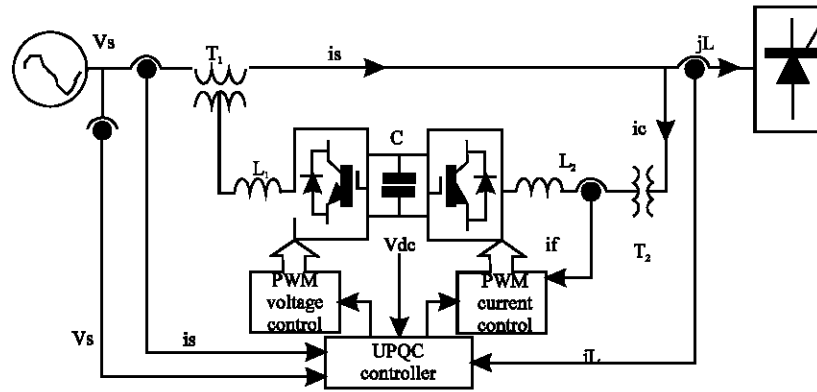 Vs
T1
is
jL
ic
C
L1
L2
T2
Vdc
if
PWM
voltage
control
PWM
current
control
Vs
is
UPQC
controller
iL